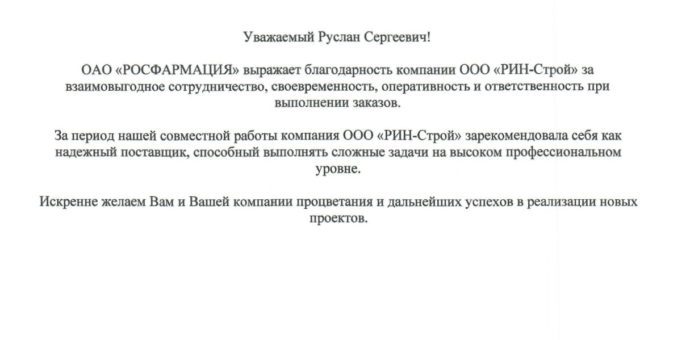 Уважаемый Руслан Сергеевич!
ОАО «РОСФАРМАЦИЯ» выражает благодарность компании ООО «РИН-Строй» за
взаимовыгодное сотрудничество, своевременность, оперативность и ответственность при
выполнении заказов.
За период нашей совместной работы компания ООО «РИН-Строй» зарекомендовала себя как
надежный поставщик, способный выполнять сложные задачи на высоком профессиональном
уровне.
Искренне желаем Вам и Вашей компании процветания и дальнейших успехов в реализации новых
проектов.